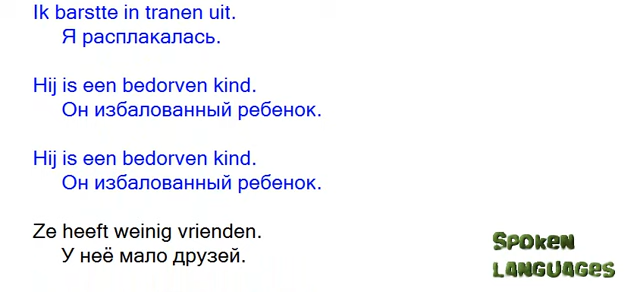 Ik barstte in tranen uit.
Я расплакалась.
Hij is een bedorven kind.
Он избалованный ребенок.
Hij is een bedorven kind.
Он избалованный ребенок.
Ze heeft weinig vrienden.
У неё мало друзей.
Spoken
Languages